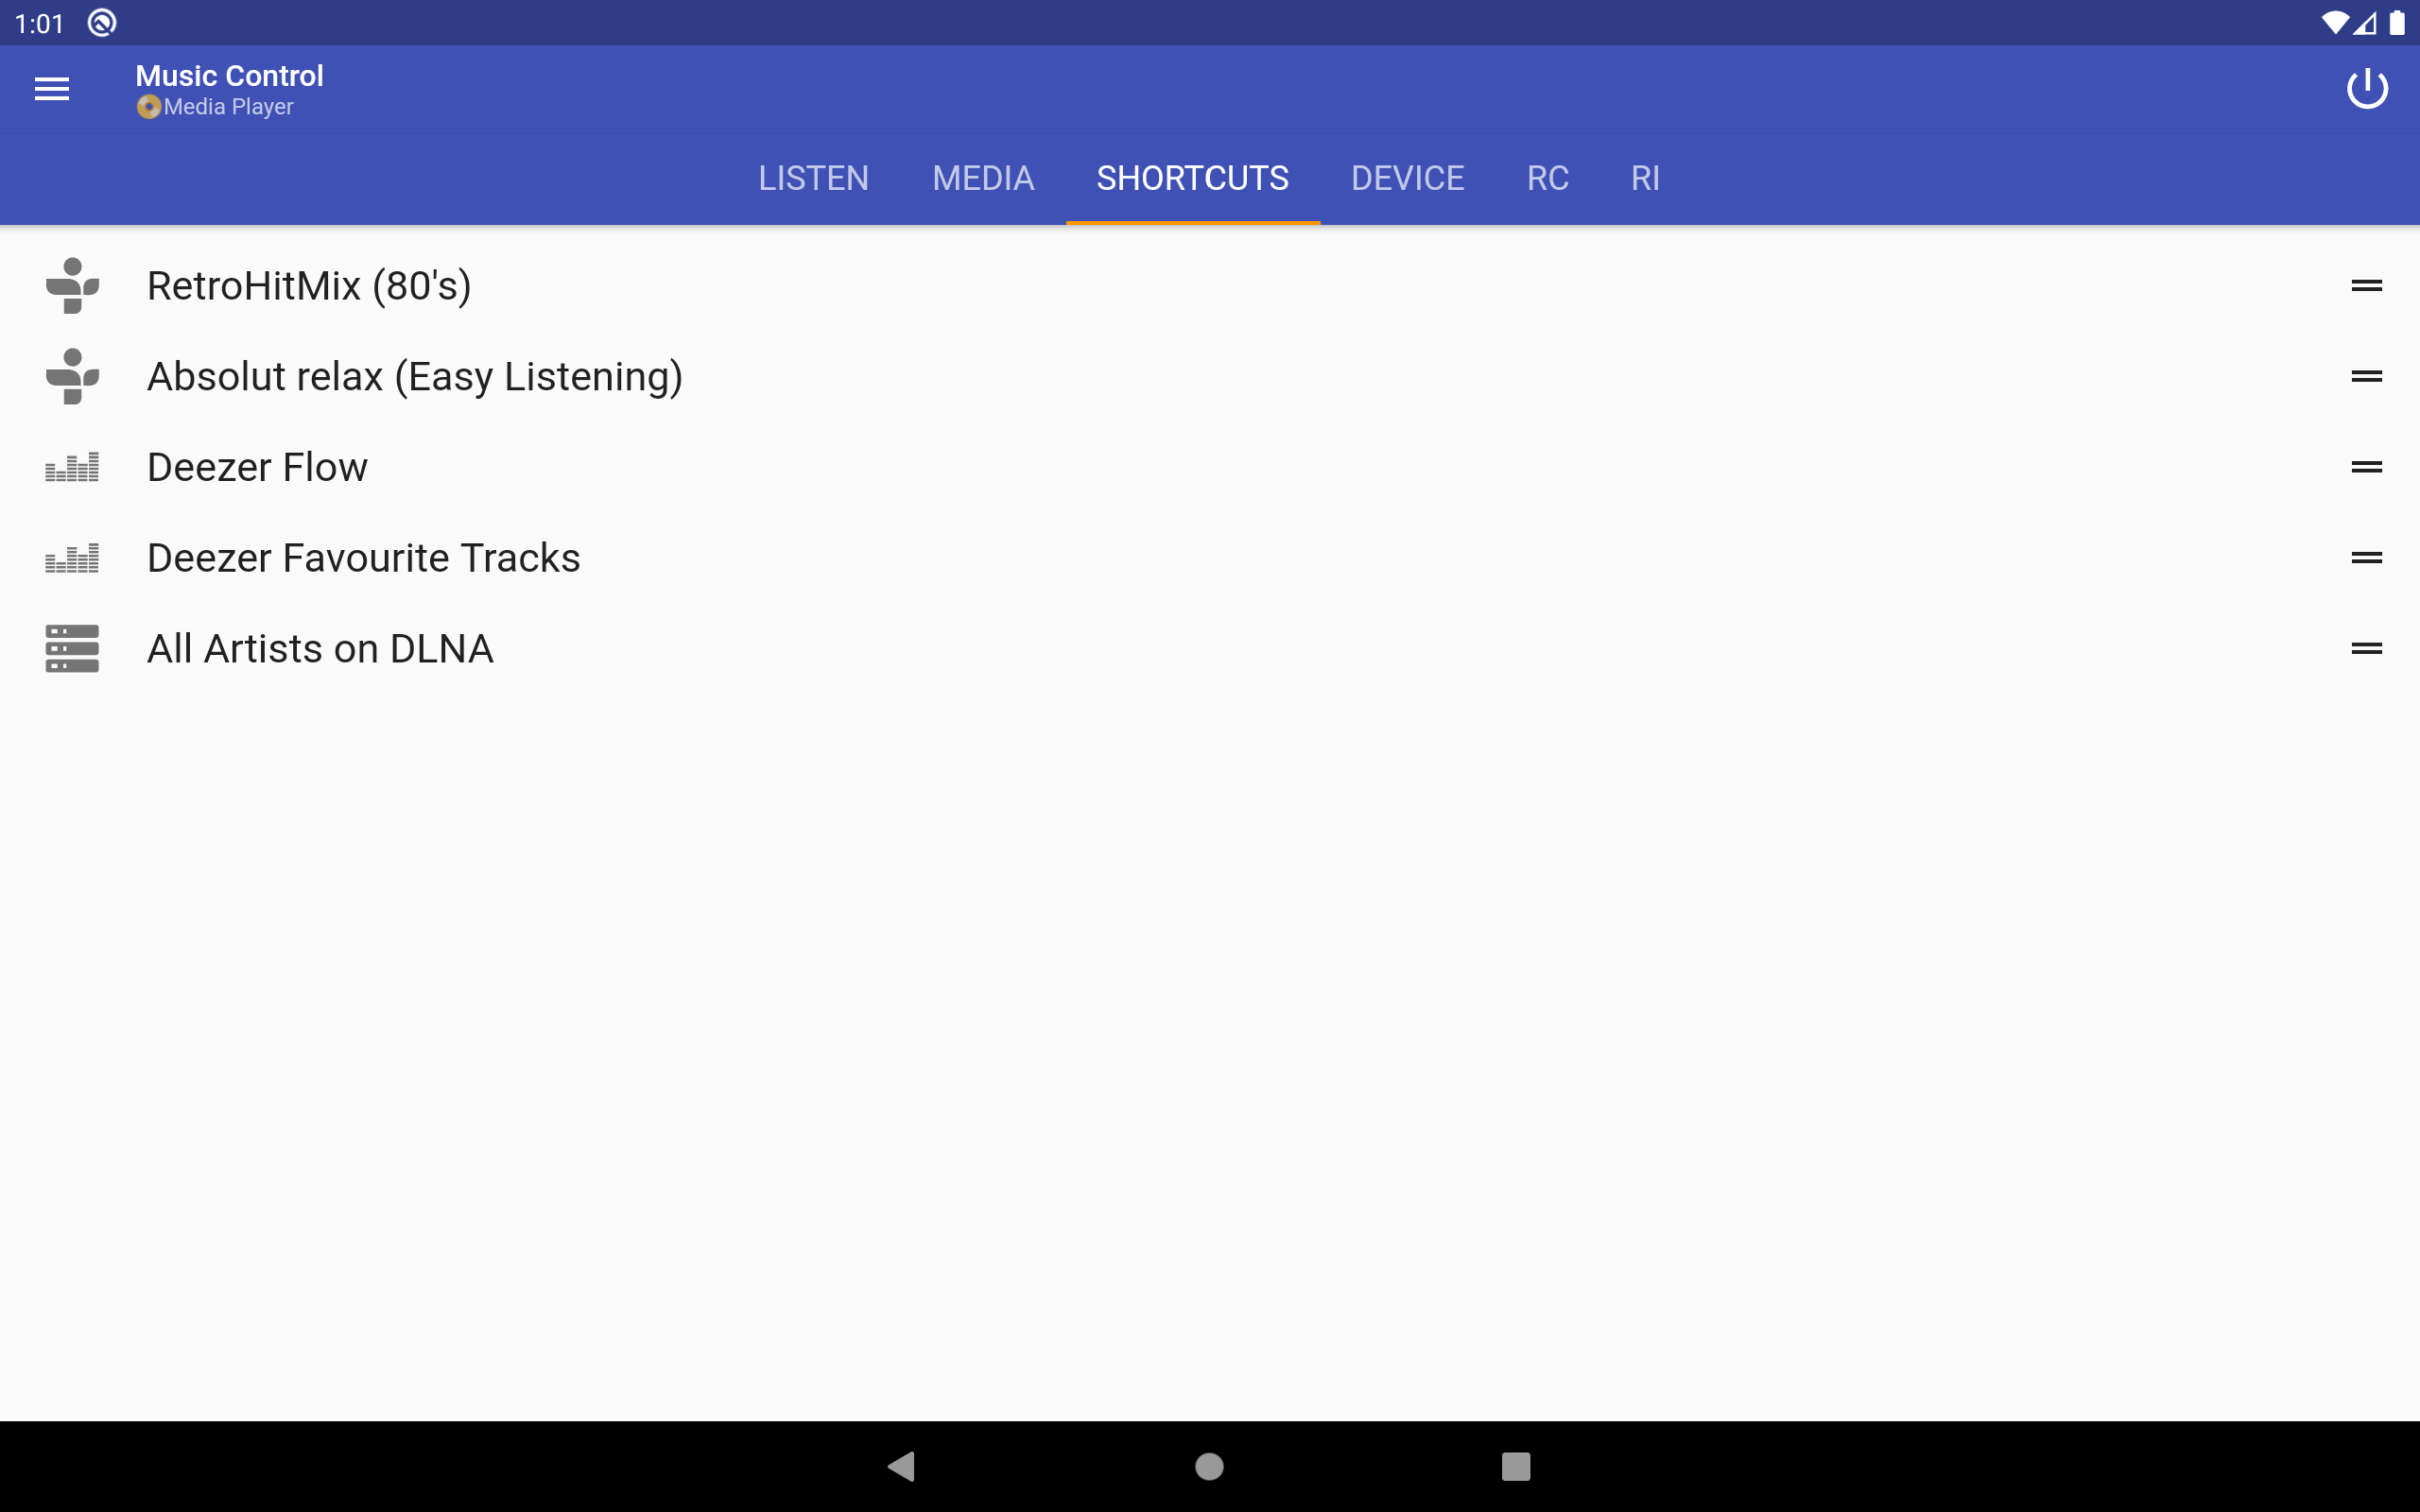 1:01
Music Control
Media Player
LISTEN MEDIA SHORTCUTS DEVICE RC RI
RetroHitMix (80's)
Absolut relax (Easy Listening)
Deezer Flow
Deezer Favourite Tracks
All Artists on DLNA